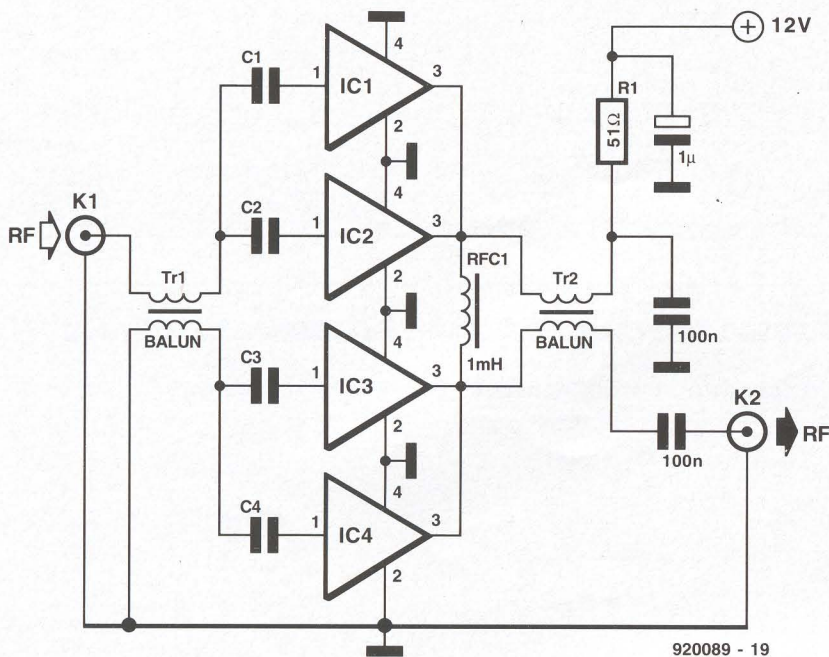 12V
C1
4
1
IC1
3
R1
51Ω
1μ
2
K1
RF
C2
4
1
IC2
3
RFC1
Tr1
BALUN
2
Tr2
BALUN
100n
1mH
C3
4
1
IC3
3
K2
RF
2
100n
C4
4
1
IC4
3
2
920089 - 19